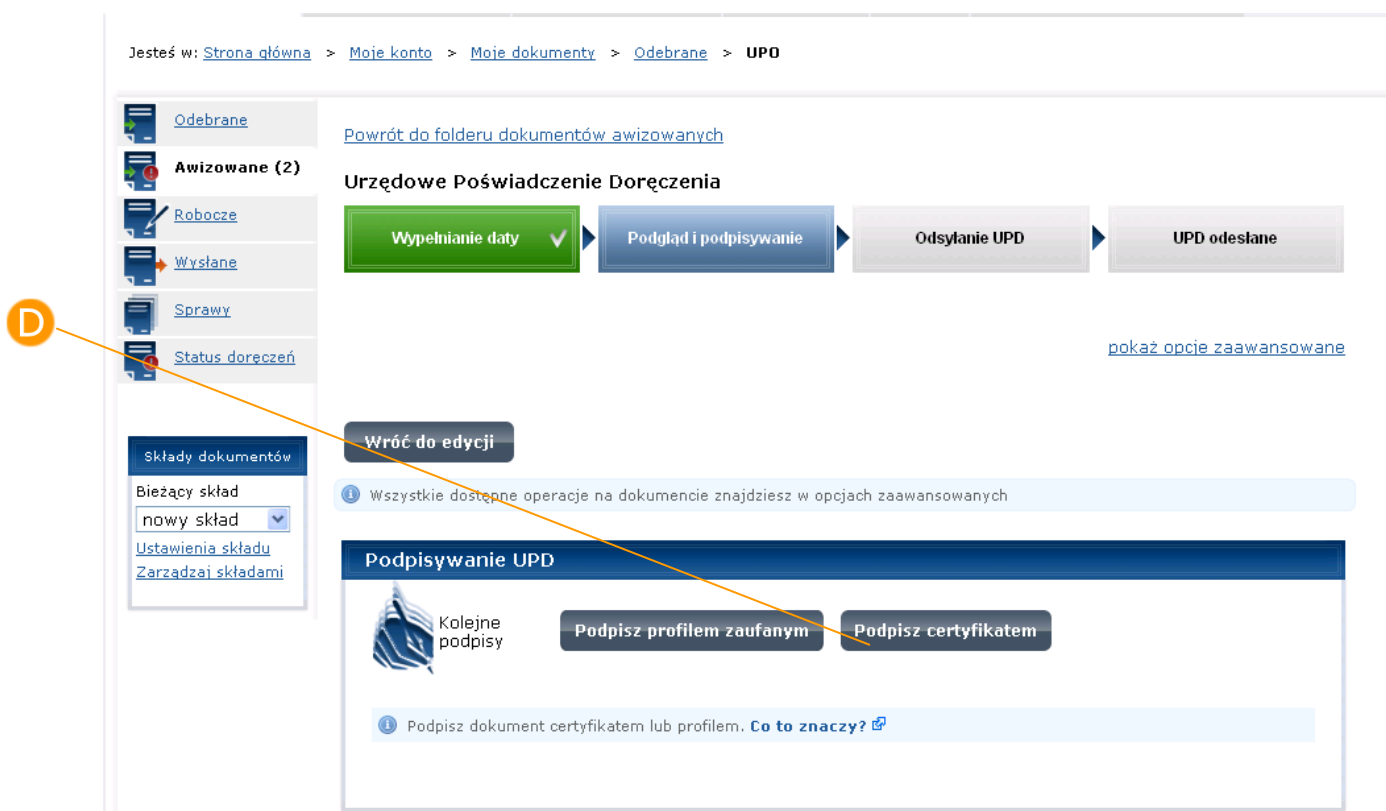 Jesteś w: Strona główna > Moje konto > Moje dokumenty > Odebrane > UPO
Odebrane
Awizowane (2)
Robocze
Wysłane
Sprawy
Status doręczeń
D
Składy dokumentów
Bieżący skład
nowy skład
Ustawienia składu
Zarządzaj składami
Powrót do folderu dokumentów awizowanych
Urzędowe Poświadczenie Doręczenia
Wypełnianie daty
Podgląd i podpisywanie
Odsyłanie UPD
UPD odesłane
pokaż opcje zaawansowane
Wróć do edycji
Wszystkie dostępne operacje na dokumencie znajdziesz w opcjach zaawansowanych
Podpisywanie UPD
Kolejne
podpisy
Podpisz profilem zaufanym
Podpisz certyfikatem
Podpisz dokument certyfikatem lub profilem. Co to znaczy?